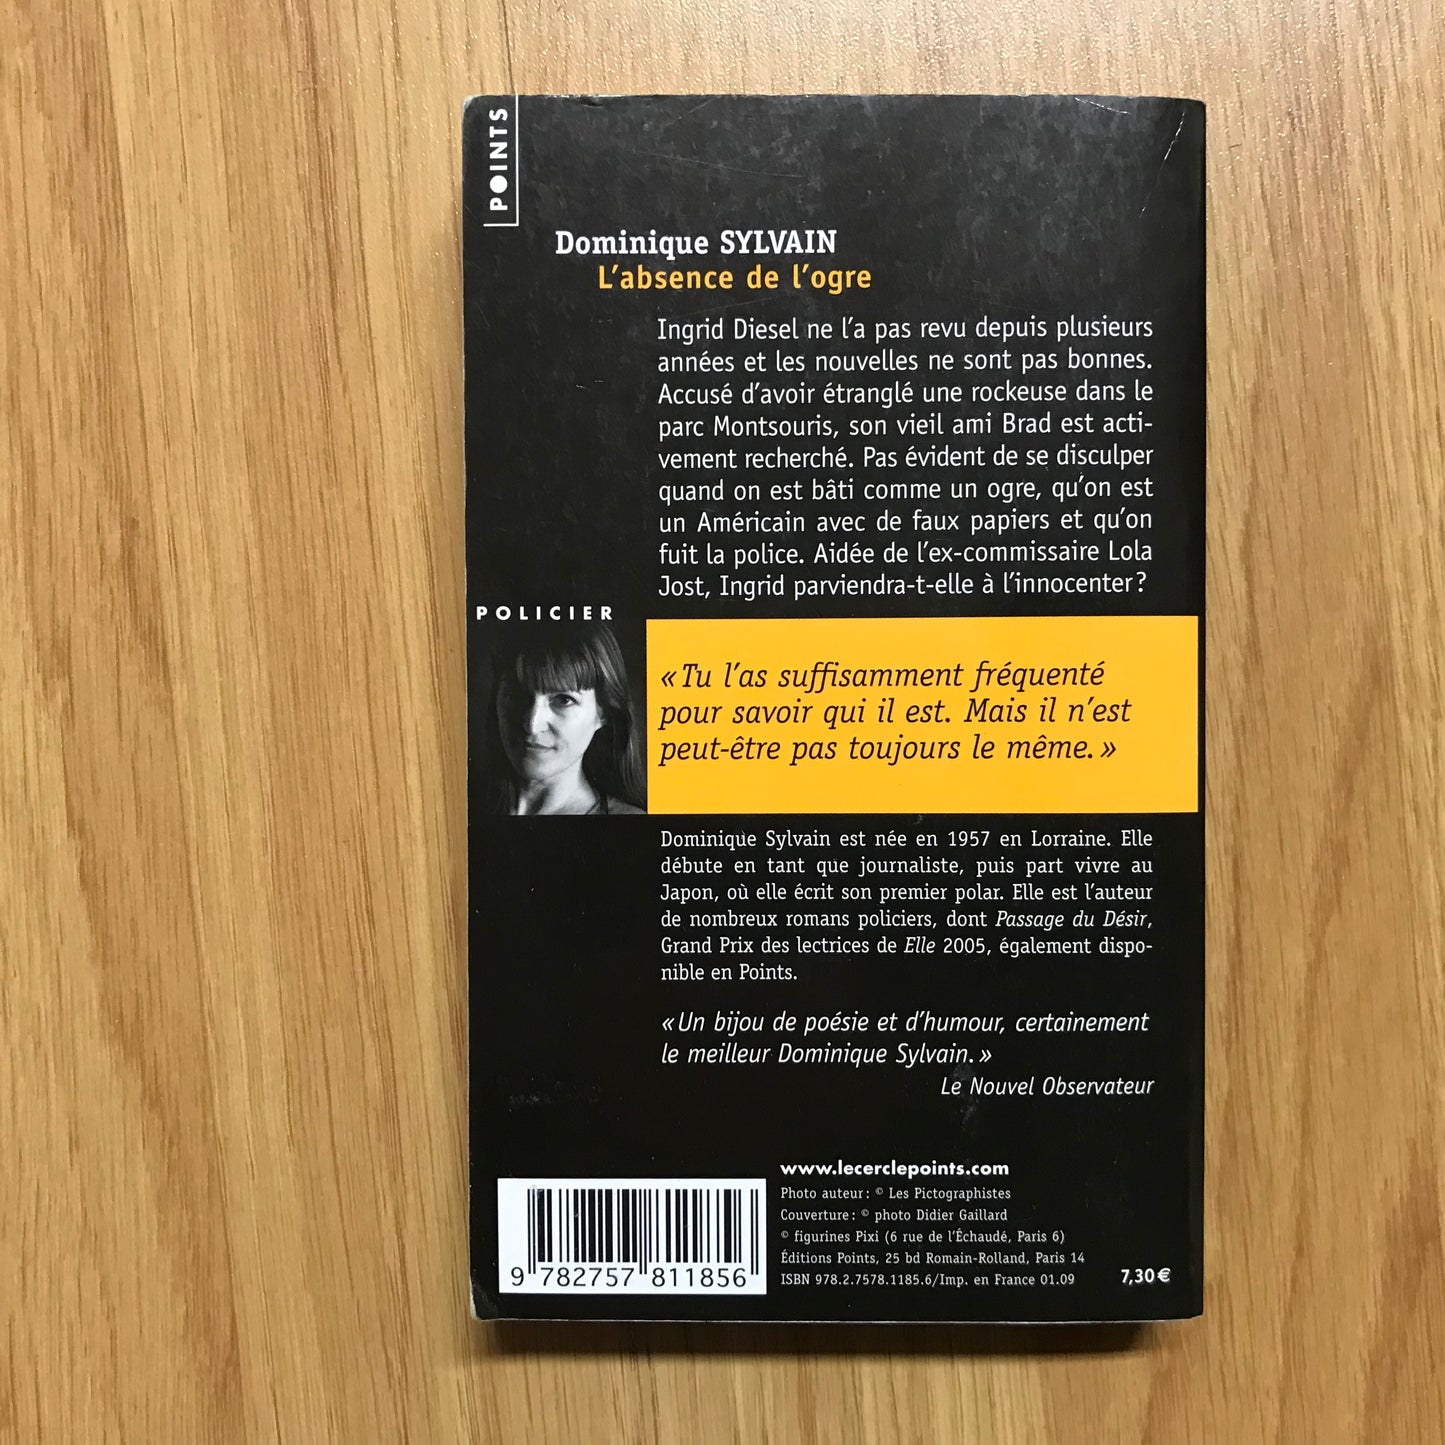 POINTS
Dominique SYLVAIN
L'absence de l'ogre
Ingrid Diesel ne l'a pas revu depuis plusieurs
années et les nouvelles ne sont pas bonnes.
Accusé d'avoir étranglé une rockeuse dans le
parc Montsouris, son vieil ami Brad est acti-
vement recherché. Pas évident de se disculper
quand on est bâti comme un ogre, qu'on est
un Américain avec de faux papiers et qu'on
fuit la police. Aidée de l'ex-commissaire Lola
Jost, Ingrid parviendra-t-elle à l'innocenter ?
POLICIER
« Tu l'as suffisamment fréquenté
pour savoir qui il est. Mais il n'est
peut-être pas toujours le même. »
Dominique Sylvain est née en 1957 en Lorraine. Elle
débute en tant que journaliste, puis part vivre au
Japon, où elle écrit son premier polar. Elle est l'auteur
de nombreux romans policiers, dont Passage du Désir,
Grand Prix des lectrices de Elle 2005, également dispo-
nible en Points.
« Un bijou de poésie et d'humour, certainement
le meilleur Dominique Sylvain. »
Le Nouvel Observateur
www.lecerclepoints.com
Photo auteur : © Les Pictographistes
Couverture : © photo Didier Gaillard
© figurines Pixi (6 rue de l'Échaudé, Paris 6)
Éditions Points, 25 bd Romain-Rolland, Paris 14
ISBN 978.2.7578.1185.6/Imp. en France 01.09
7,30 €
9 782757 811856